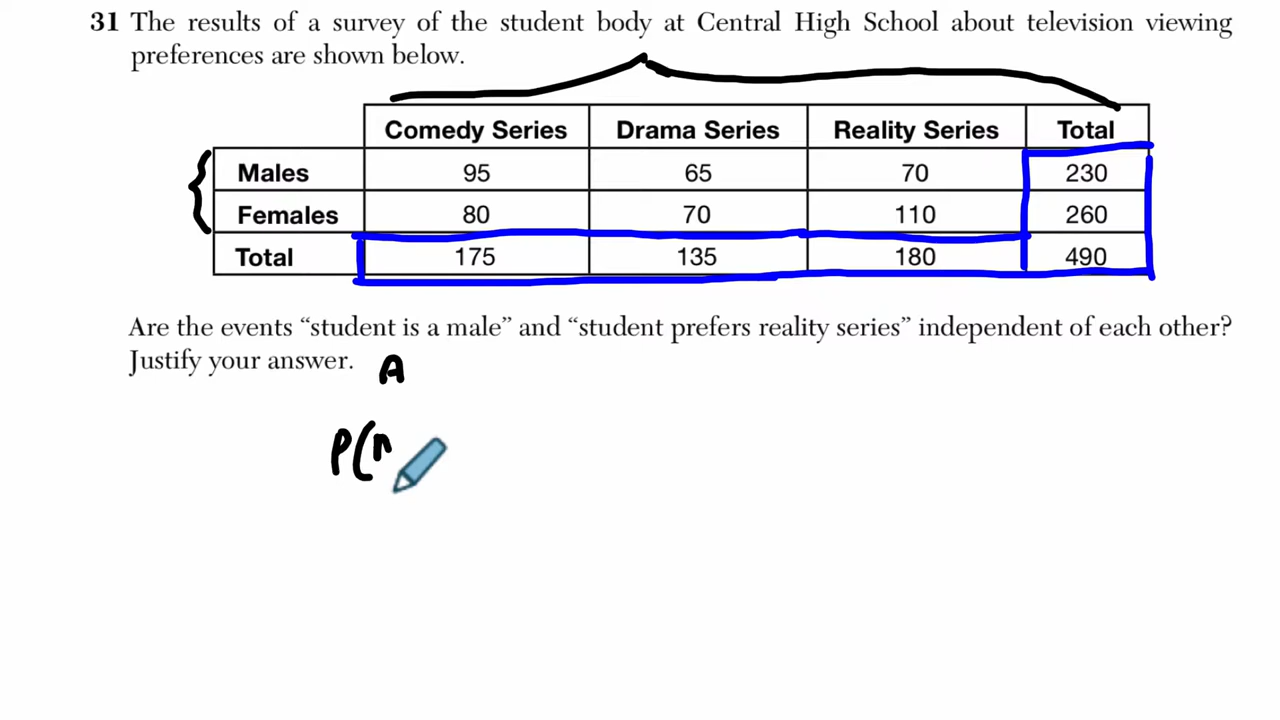 31 The results of a survey of the student body at Central High School about television viewing
preferences are shown below.
Comedy Series Drama Series Reality Series Total
Males 95 65 70 230
Females 80 70 110 260
Total 175 135 180 490
Are the events “student is a male” and “student prefers reality series” independent of each other?
Justify your answer.
A
P(